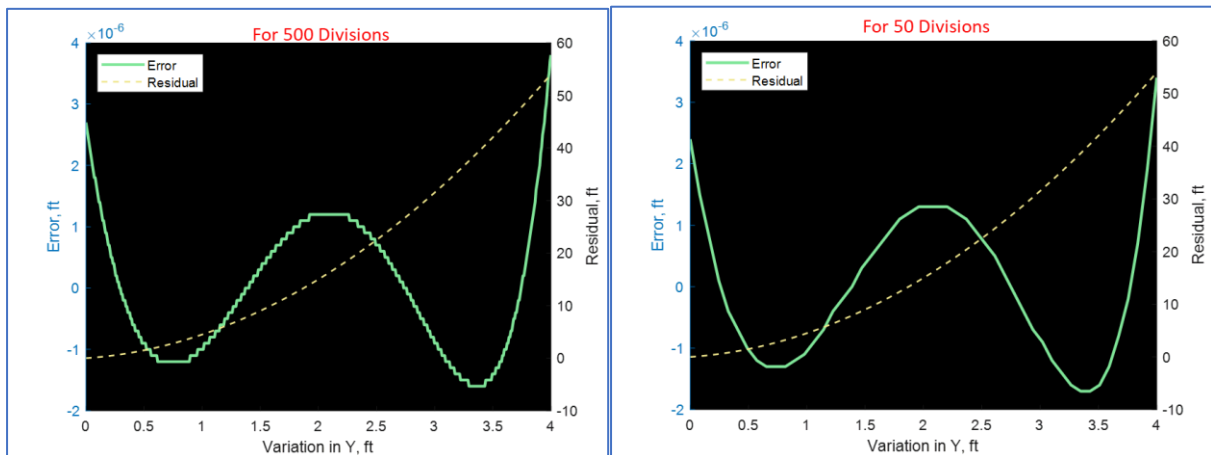 For 500 Divisions
×10⁻⁶
4
3
2
1
0
-1
-2
Error, ft
Error
Residual
60
50
40
30
20
10
0
-10
Residual, ft
0 0.5 1 1.5 2 2.5 3 3.5 4
Variation in Y, ft
For 50 Divisions
×10⁻⁶
4
3
2
1
0
-1
-2
Error, ft
Error
Residual
60
50
40
30
20
10
0
-10
Residual, ft
0 0.5 1 1.5 2 2.5 3 3.5 4
Variation in Y, ft